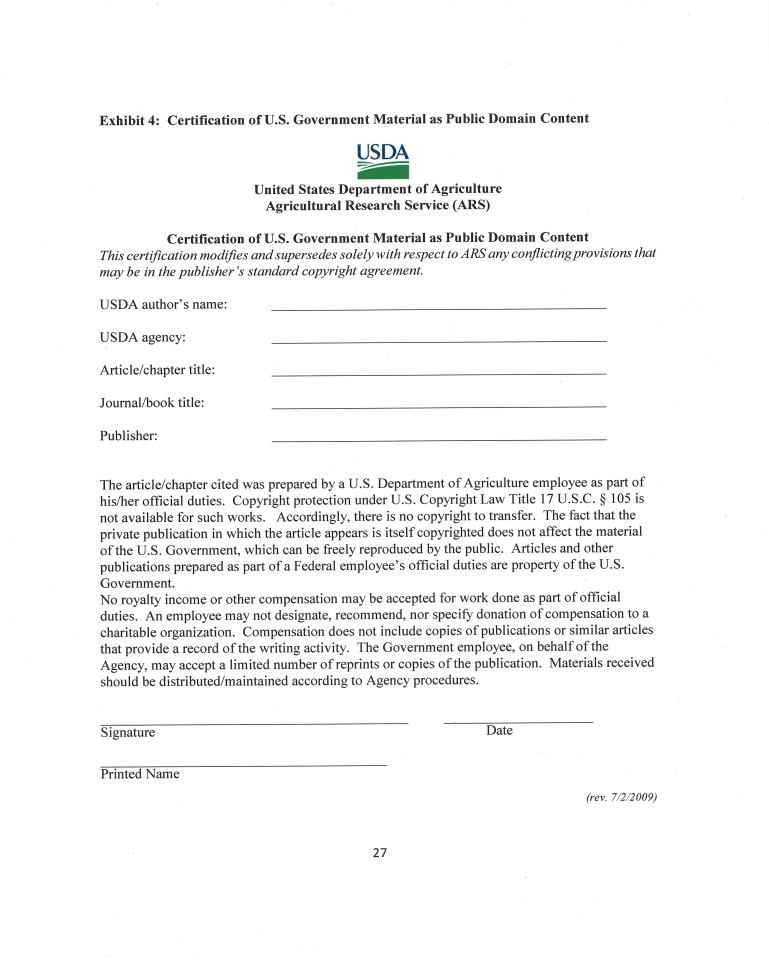 Exhibit 4: Certification of U.S. Government Material as Public Domain Content
USDA
United States Department of Agriculture
Agricultural Research Service (ARS)
Certification of U.S. Government Material as Public Domain Content
This certification modifies and supersedes solely with respect to ARS any conflicting provisions that
may be in the publisher's standard copyright agreement.
USDA author's name:
USDA agency:
Article/chapter title:
Journal/book title:
Publisher:
The article/chapter cited was prepared by a U.S. Department of Agriculture employee as part of
his/her official duties. Copyright protection under U.S. Copyright Law Title 17 U.S.C. § 105 is
not available for such works. Accordingly, there is no copyright to transfer. The fact that the
private publication in which the article appears is itself copyrighted does not affect the material
of the U.S. Government, which can be freely reproduced by the public. Articles and other
publications prepared as part of a Federal employee's official duties are property of the U.S.
Government.
No royalty income or other compensation may be accepted for work done as part of official
duties. An employee may not designate, recommend, nor specify donation of compensation to a
charitable organization. Compensation does not include copies of publications or similar articles
that provide a record of the writing activity. The Government employee, on behalf of the
Agency, may accept a limited number of reprints or copies of the publication. Materials received
should be distributed/maintained according to Agency procedures.
Signature Date
Printed Name
(rev. 7/2/2009)
27